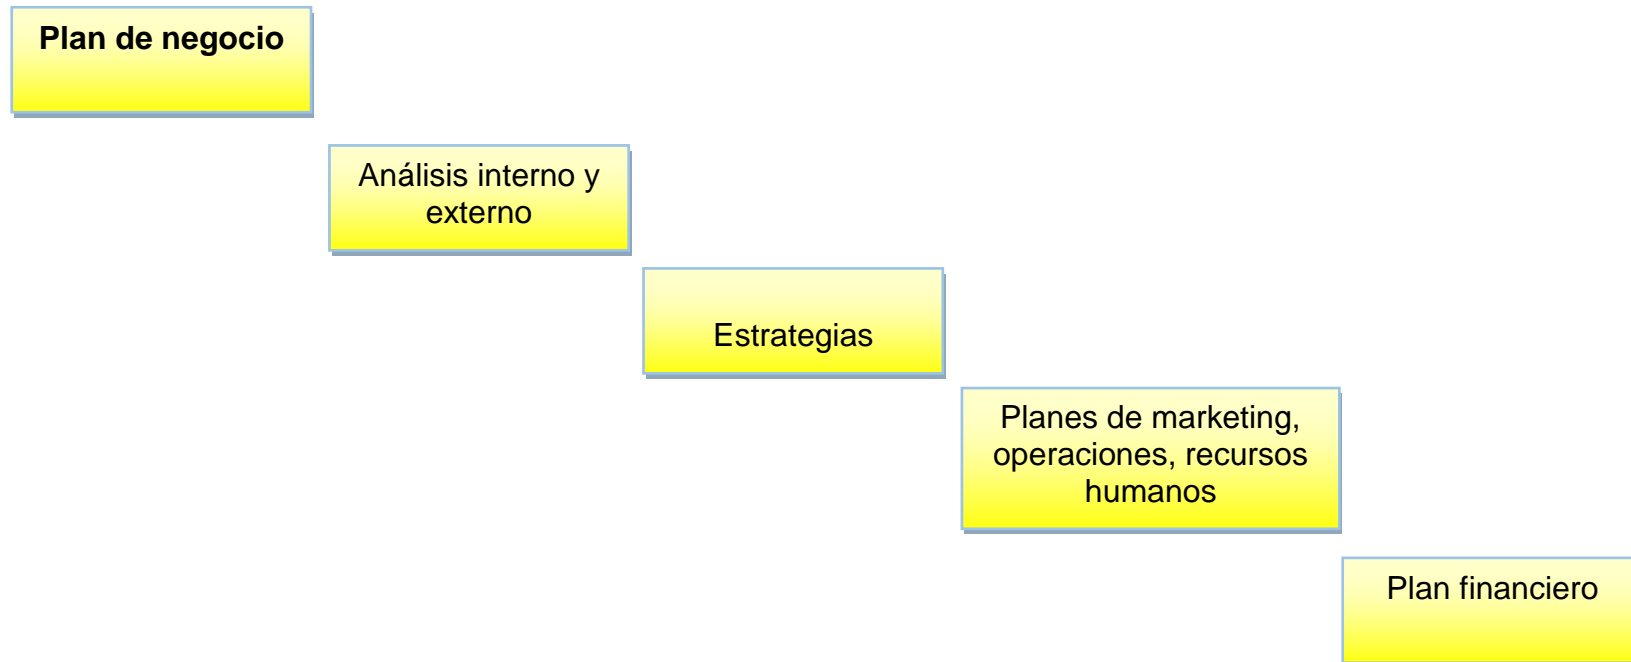 Plan de negocio
Análisis interno y
externo
Estrategias
Planes de marketing,
operaciones, recursos
humanos
Plan financiero